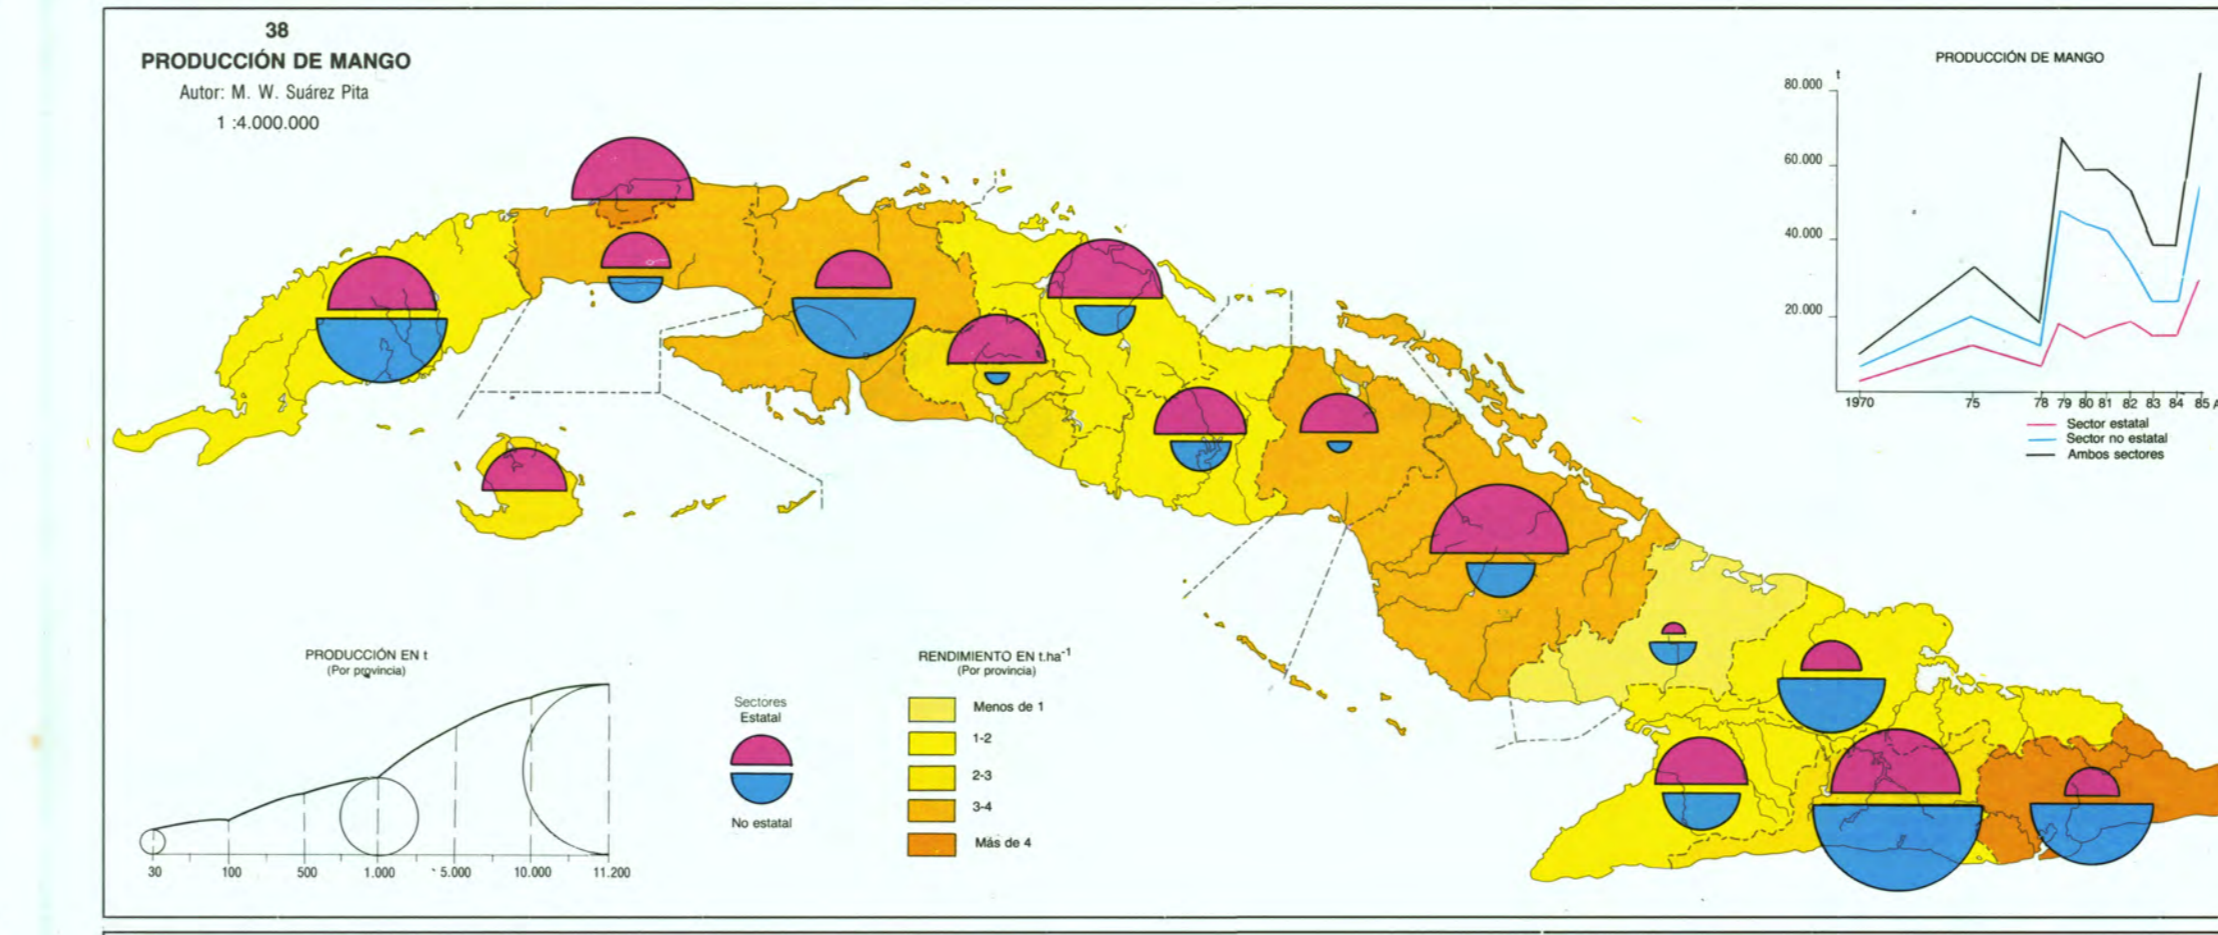 38
PRODUCCIÓN DE MANGO
Autor: M. W. Suárez Pita
1 :4.000.000
PRODUCCIÓN DE MANGO
t
80.000
60.000
40.000
20.000
1970 75 78 79 80 81 82 83 84 85 A
Sector estatal
Sector no estatal
Ambos sectores
PRODUCCIÓN EN t
(Por provincia)
30 100 500 1.000 5.000 10.000 11.200
Sectores
Estatal
No estatal
RENDIMIENTO EN t.ha⁻¹
(Por provincia)
Menos de 1
1-2
2-3
3-4
Más de 4